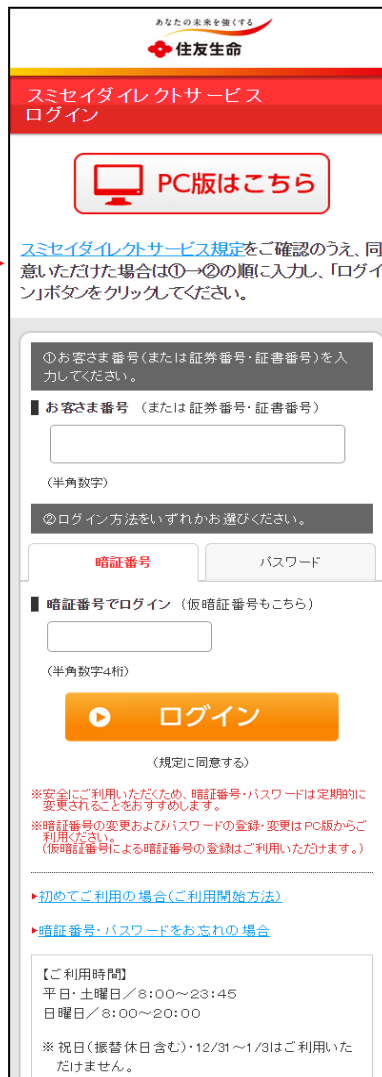 あなたの未来を強くする
住友生命
スミセイダイレクトサービス
ログイン
PC版はこちら
スミセイダイレクトサービス規定をご確認のうえ、同
意いただけた場合は①→②の順に入力し、「ログイ
ン」ボタンをクリックしてください。
①お客さま番号(または証券番号・証書番号)を入
力してください。
お客さま番号 (または証券番号・証書番号)
(半角数字)
②ログイン方法をいずれかお選びください。
暗証番号 パスワード
暗証番号でログイン (仮暗証番号もこちら)
(半角数字4桁)
ログイン
(規定に同意する)
※安全にご利用いただくため、暗証番号・パスワードは定期的に
変更されることをおすすめします。
※暗証番号の変更およびパスワードの登録・変更はPC版からご
利用ください。
(仮暗証番号による暗証番号の登録はご利用いただけます。)
初めてご利用の場合(ご利用開始方法)
暗証番号・パスワードをお忘れの場合
【ご利用時間】
平日・土曜日/8:00～23:45
日曜日/8:00～20:00
※祝日(振替休日含む)・12/31～1/3はご利用いた
だけません。